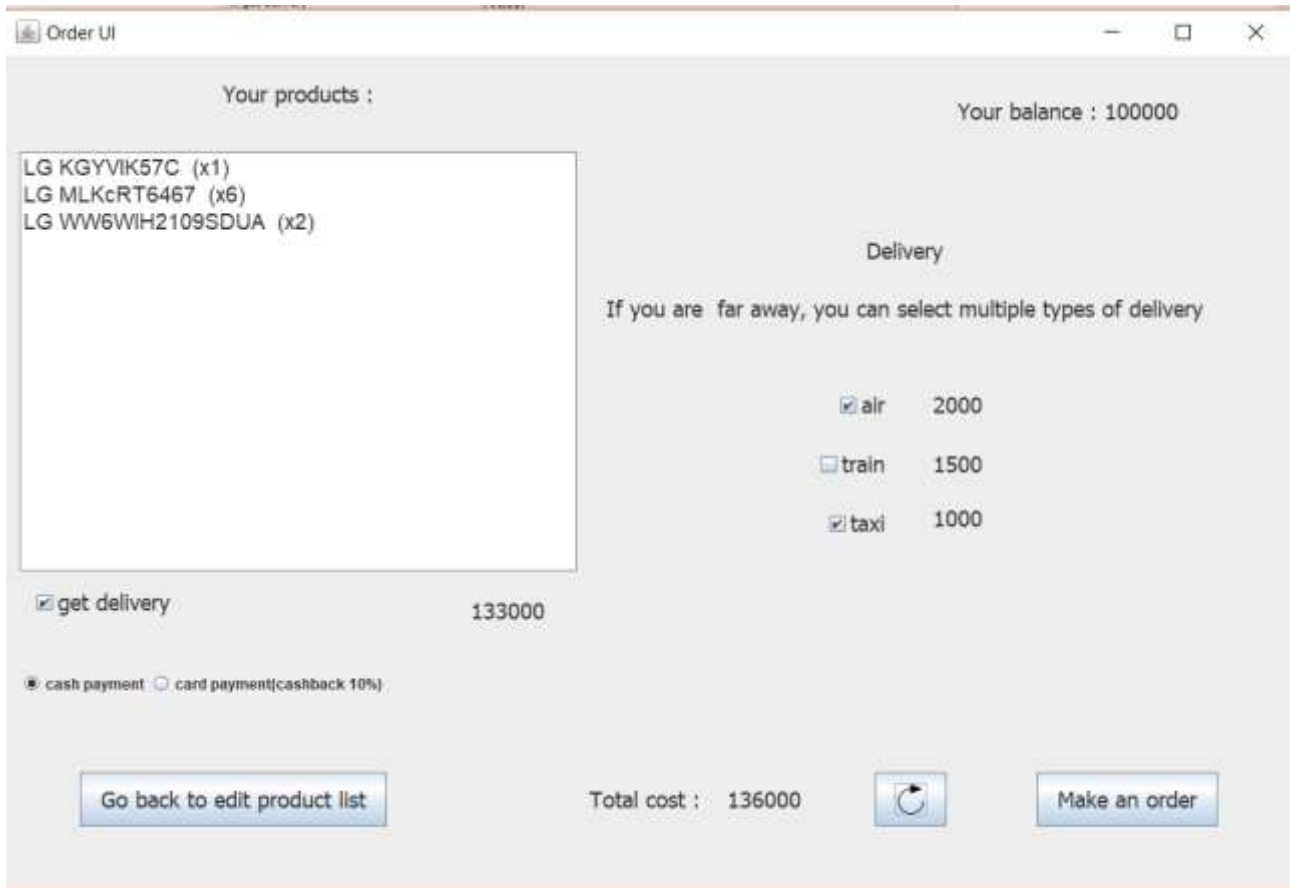 Order UI
Your products :
Your balance : 100000
LG KGYVIK57C (x1)
LG MLKcRT6467 (x6)
LG WW6WIH2109SDUA (x2)
Delivery
If you are far away, you can select multiple types of delivery
air 2000
train 1500
taxi 1000
get delivery
133000
cash payment card payment(cashback 10%)
Go back to edit product list
Total cost : 136000
Make an order